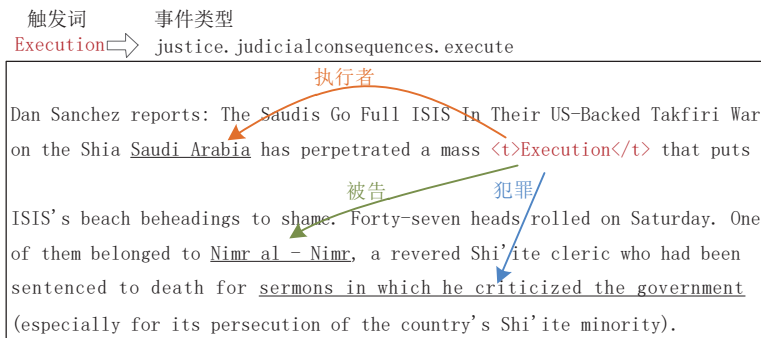 触发词 事件类型
Execution justice.judicialconsequences.execute
执行者
Dan Sanchez reports: The Saudis Go Full ISIS In Their US-Backed Takfiri War
on the Shia Saudi Arabia has perpetrated a mass <t>Execution</t> that puts
被告 犯罪
ISIS's beach beheadings to shame. Forty-seven heads rolled on Saturday. One
of them belonged to Nimr al - Nimr, a revered Shi'ite cleric who had been
sentenced to death for sermons in which he criticized the government
(especially for its persecution of the country's Shi'ite minority).